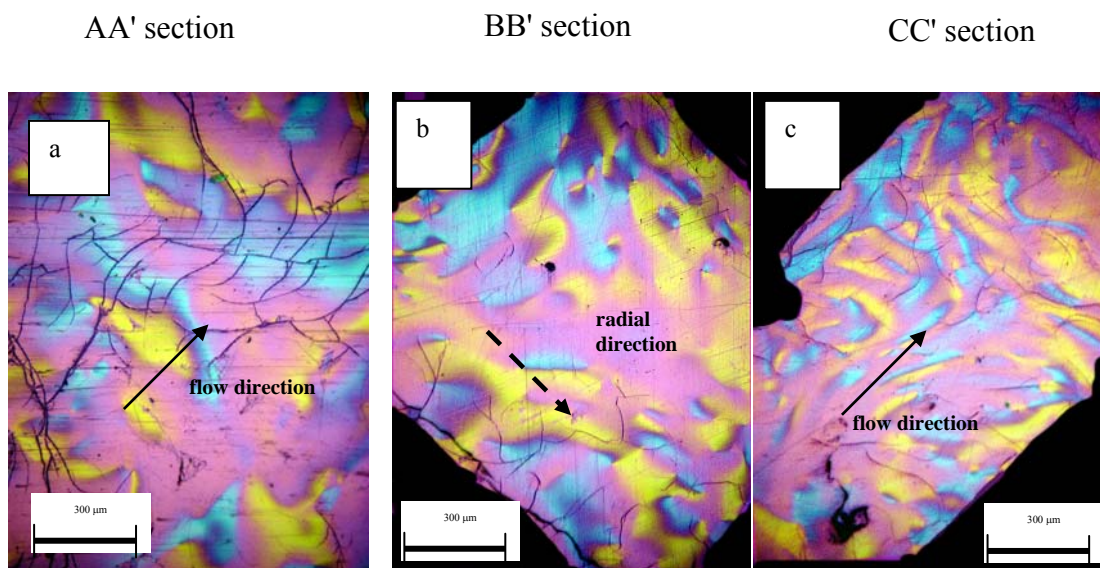 AA' section
BB' section
CC' section
a
b
c
radial
direction
flow direction
flow direction
300 μm
300 μm
300 μm